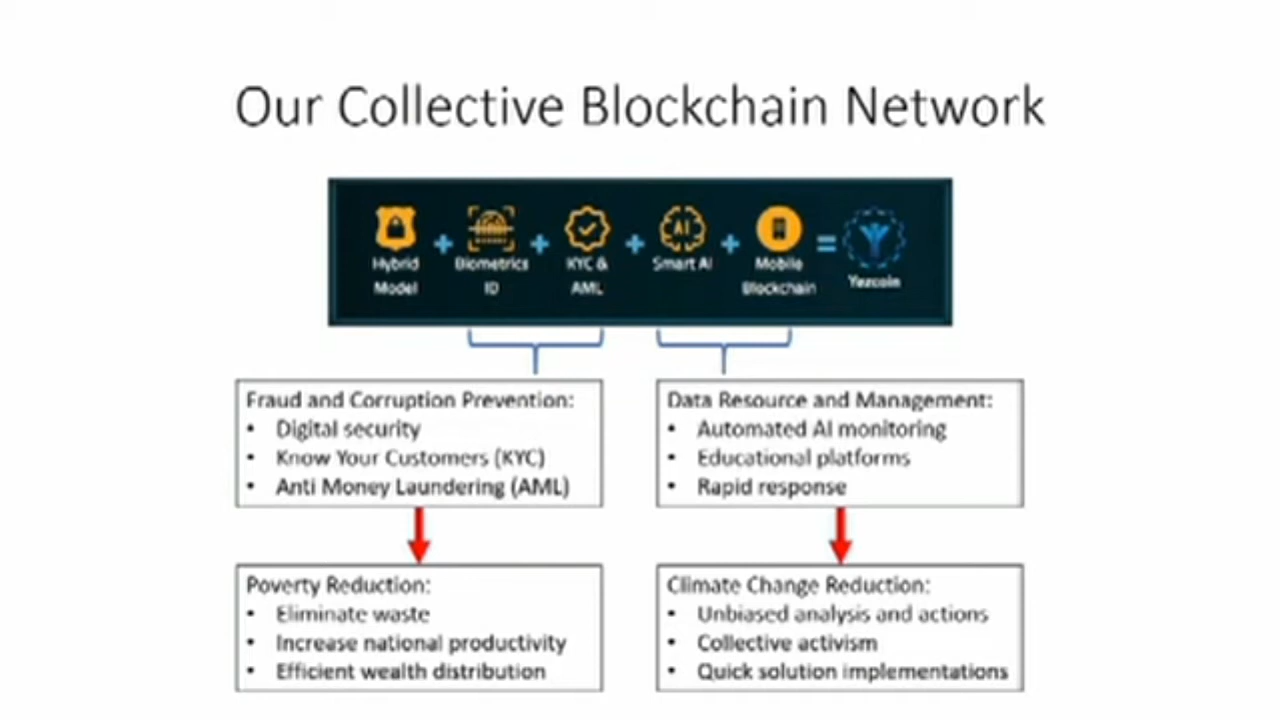 Our Collective Blockchain Network
Hybrid Model
+
Biometrics ID
+
KYC & AML
+
AI
Smart AI
+
Mobile Blockchain
=
Yezcoin
Fraud and Corruption Prevention:
• Digital security
• Know Your Customers (KYC)
• Anti Money Laundering (AML)
Data Resource and Management:
• Automated AI monitoring
• Educational platforms
• Rapid response
Poverty Reduction:
• Eliminate waste
• Increase national productivity
• Efficient wealth distribution
Climate Change Reduction:
• Unbiased analysis and actions
• Collective activism
• Quick solution implementations